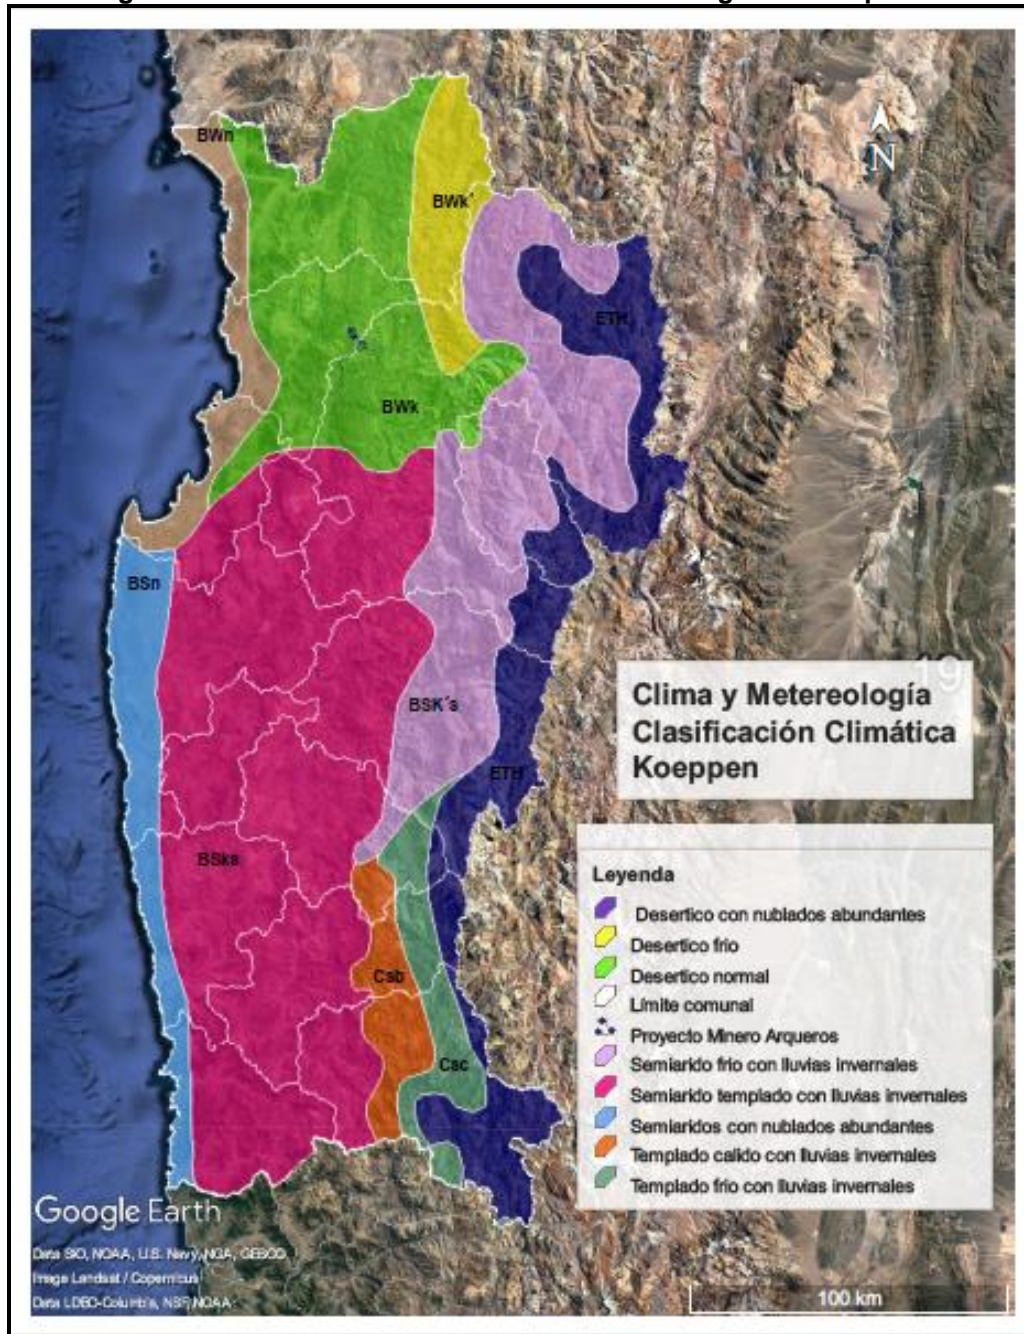 BWn
N
BWk´
ETH
BWk
BSn
Clima y Metereología
Clasificación Climática
Koeppen
BSK´s
ETH
BSks
Leyenda
Desertico con nublados abundantes
Desertico frio
Desertico normal
Límite comunal
Proyecto Minero Arqueros
Semiarido frio con lluvias invernales
Semiarido templado con lluvias invernales
Semiaridos con nublados abundantes
Templado calido con lluvias invernales
Templado frio con lluvias invernales
Csb
Csc
Google Earth
Data SIO, NOAA, U.S. Navy, NGA, GEBCO
Image Landsat / Copernicus
Data LDEO-Columbia, NSF, NOAA
100 km
19